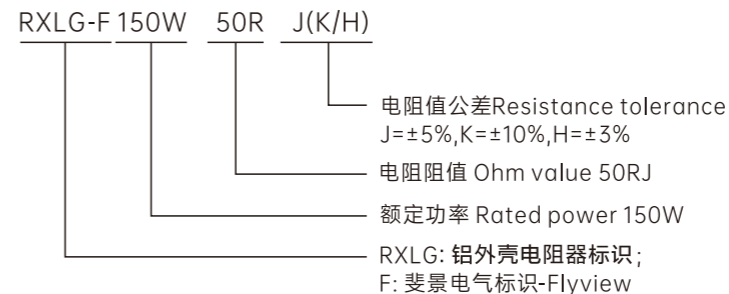 RXLG-F 150W 50R J(K/H)
电阻值公差Resistance tolerance
J=±5%,K=±10%,H=±3%
电阻阻值 Ohm value 50RJ
额定功率 Rated power 150W
RXLG: 铝外壳电阻器标识;
F: 斐景电气标识-Flyview